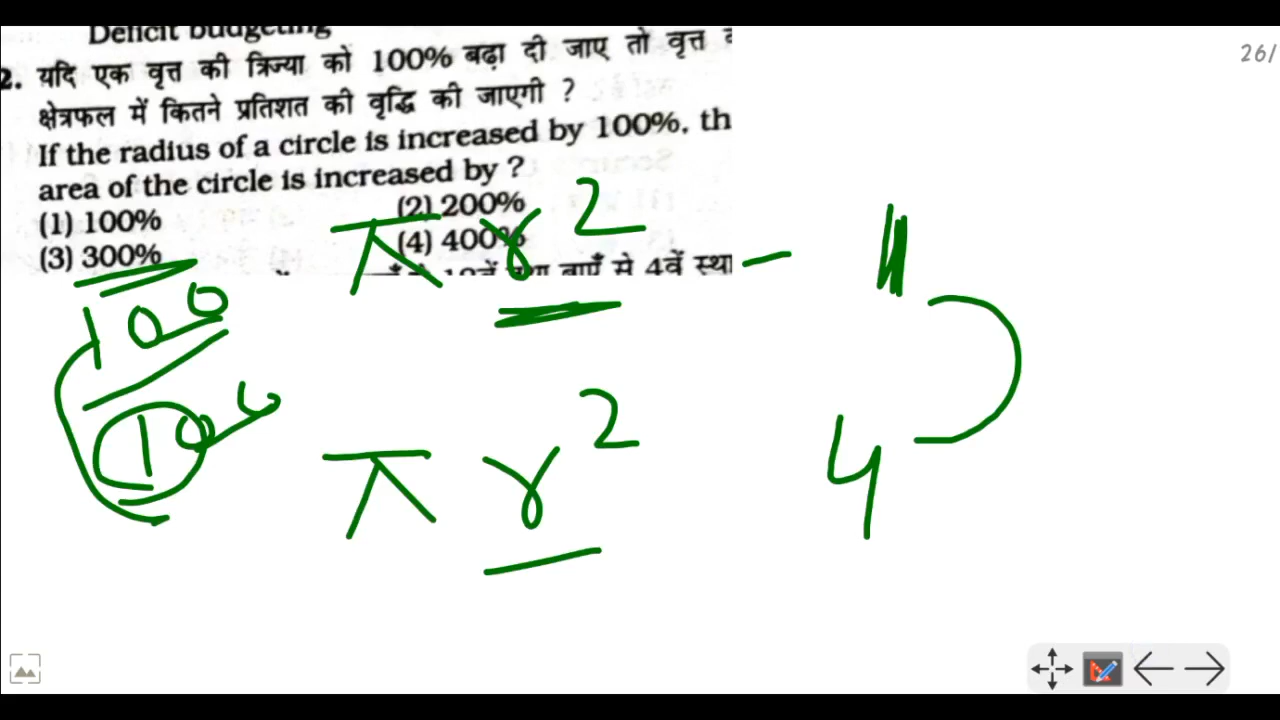 Deficit budgeting
2. यदि एक वृत्त की त्रिज्या को 100% बढ़ा दी जाए तो वृत्त
26/
क्षेत्रफल में कितने प्रतिशत की वृद्धि की जाएगी ?
If the radius of a circle is increased by 100%, th
area of the circle is increased by ?
(1) 100% (2) 200%
(3) 300% (4) 400%
बाएँ से 4वें स्था
π r 2 –
100
4
100
π r 2